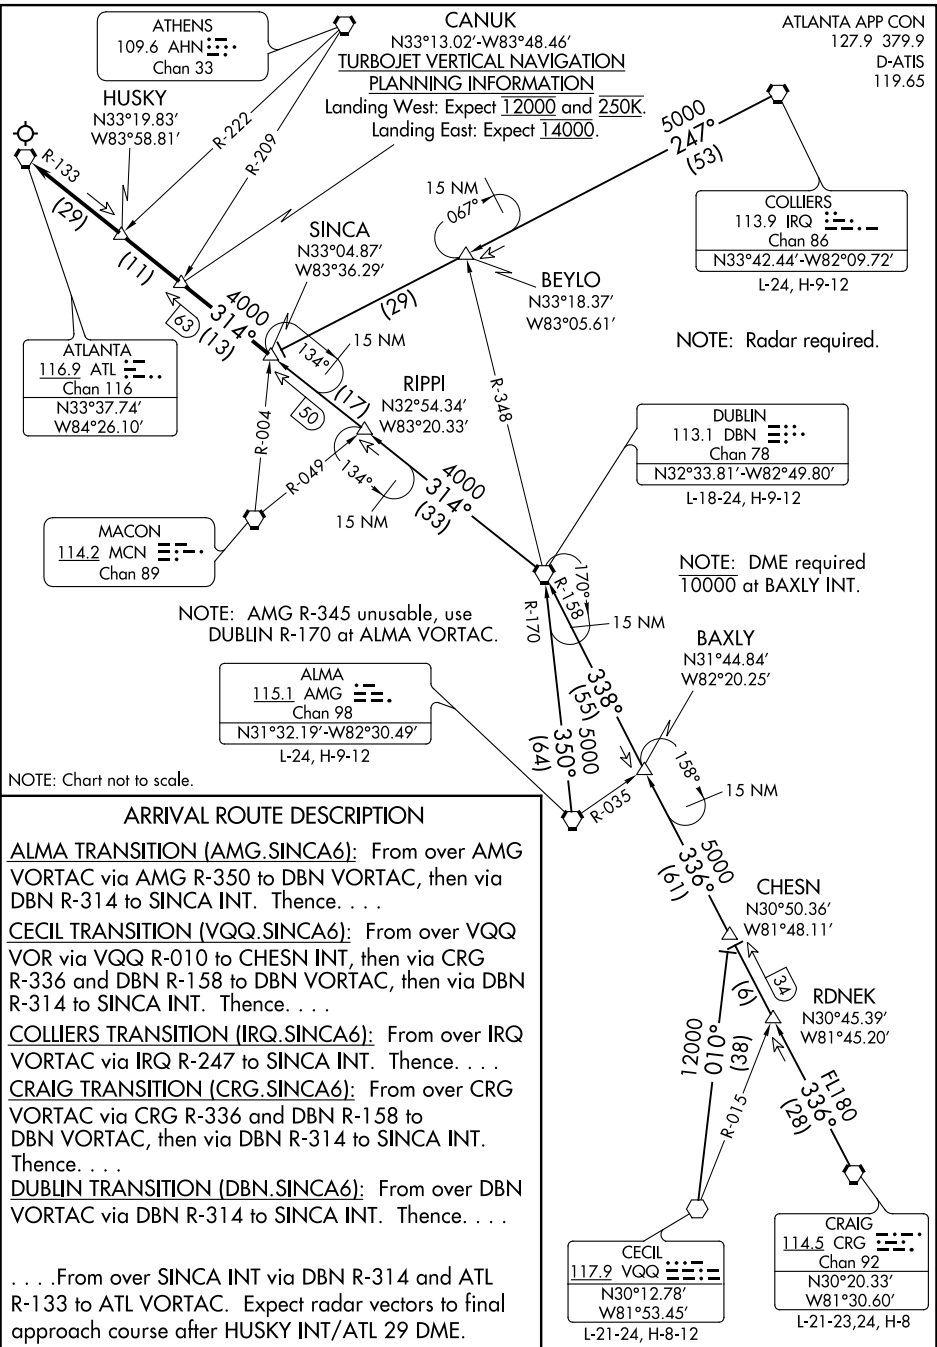 ATHENS
109.6 AHN
Chan 33
CANUK
N33°13.02′-W83°48.46′
TURBOJET VERTICAL NAVIGATION
PLANNING INFORMATION
Landing West: Expect 12000 and 250K.
Landing East: Expect 14000.
ATLANTA APP CON
127.9 379.9
D-ATIS
119.65
HUSKY
N33°19.83′
W83°58.81′
R-222
R-209
R-133
(29)
(11)
5000
247°
(53)
15 NM
067°
COLLIERS
113.9 IRQ
Chan 86
N33°42.44′-W82°09.72′
L-24, H-9-12
SINCA
N33°04.87′
W83°36.29′
BEYLO
N33°18.37′
W83°05.61′
(29)
NOTE: Radar required.
4000
314°
(13)
63
134°
15 NM
ATLANTA
116.9 ATL
Chan 116
N33°37.74′
W84°26.10′
RIPPI
N32°54.34′
W83°20.33′
(17)
50
R-004
R-049
134°
15 NM
R-348
4000
314°
(33)
DUBLIN
113.1 DBN
Chan 78
N32°33.81′-W82°49.80′
L-18-24, H-9-12
MACON
114.2 MCN
Chan 89
NOTE: DME required
10000 at BAXLY INT.
NOTE: AMG R-345 unusable, use
DUBLIN R-170 at ALMA VORTAC.
170°
R-158
R-170
15 NM
BAXLY
N31°44.84′
W82°20.25′
ALMA
115.1 AMG
Chan 98
N31°32.19′-W82°30.49′
L-24, H-9-12
338°
(55)
5000
350°
(64)
158°
15 NM
R-035
NOTE: Chart not to scale.
5000
336°
(61)
CHESN
N30°50.36′
W81°48.11′
34
(6)
RDNEK
N30°45.39′
W81°45.20′
12000
010°
(38)
R-015
FL180
336°
(28)
CECIL
117.9 VQQ
N30°12.78′
W81°53.45′
L-21-24, H-8-12
CRAIG
114.5 CRG
Chan 92
N30°20.33′
W81°30.60′
L-21-23,24, H-8
ARRIVAL ROUTE DESCRIPTION
ALMA TRANSITION (AMG.SINCA6): From over AMG
VORTAC via AMG R-350 to DBN VORTAC, then via
DBN R-314 to SINCA INT. Thence. . . .
CECIL TRANSITION (VQQ.SINCA6): From over VQQ
VOR via VQQ R-010 to CHESN INT, then via CRG
R-336 and DBN R-158 to DBN VORTAC, then via DBN
R-314 to SINCA INT. Thence. . . .
COLLIERS TRANSITION (IRQ.SINCA6): From over IRQ
VORTAC via IRQ R-247 to SINCA INT. Thence. . . .
CRAIG TRANSITION (CRG.SINCA6): From over CRG
VORTAC via CRG R-336 and DBN R-158 to
DBN VORTAC, then via DBN R-314 to SINCA INT.
Thence. . . .
DUBLIN TRANSITION (DBN.SINCA6): From over DBN
VORTAC via DBN R-314 to SINCA INT. Thence. . . .
. . . .From over SINCA INT via DBN R-314 and ATL
R-133 to ATL VORTAC. Expect radar vectors to final
approach course after HUSKY INT/ATL 29 DME.